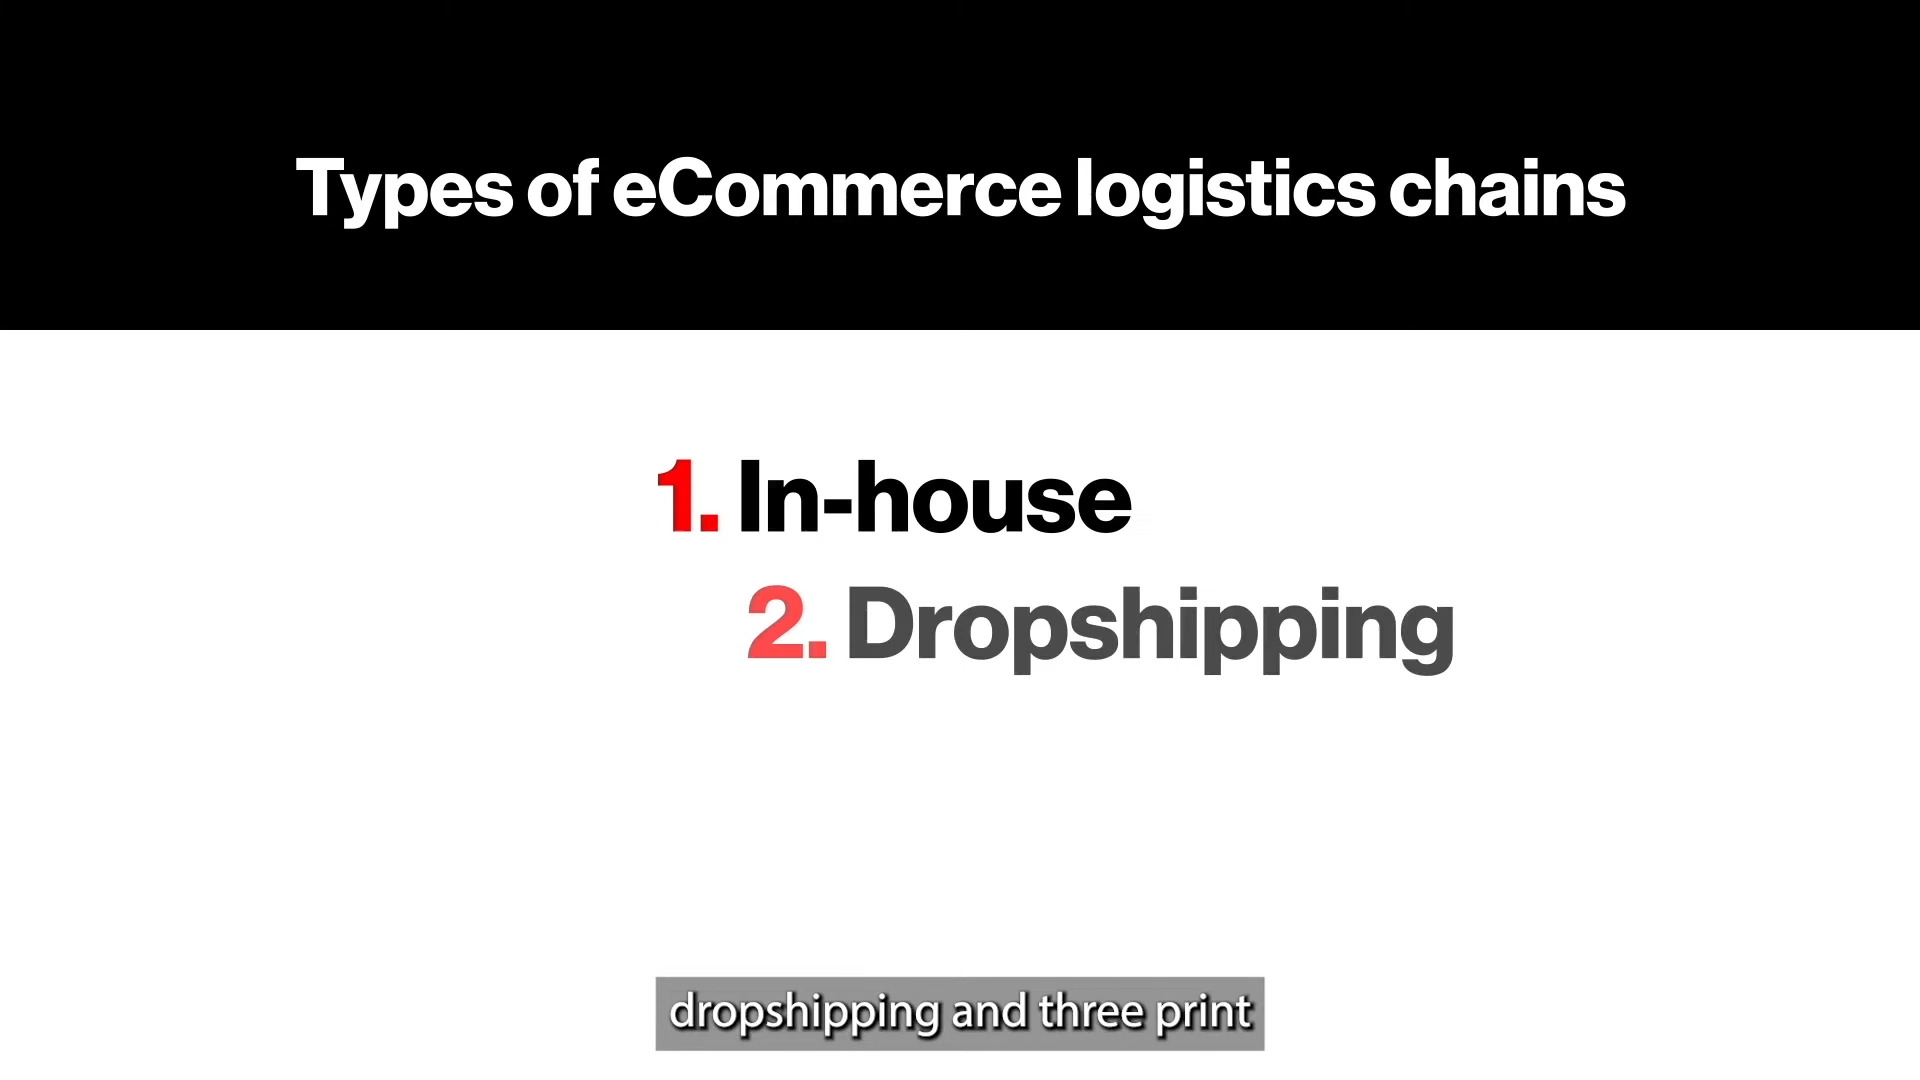 Types of eCommerce logistics chains
1. In-house
2. Dropshipping
dropshipping and three print